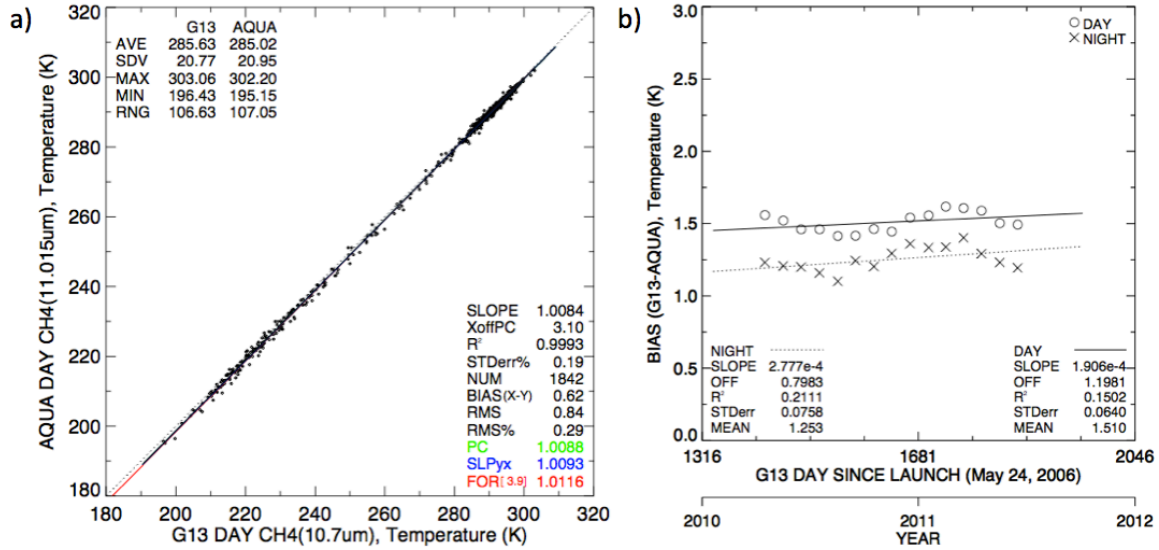 a)
G13 AQUA
AVE 285.63 285.02
SDV 20.77 20.95
MAX 303.06 302.20
MIN 196.43 195.15
RNG 106.63 107.05
320
300
280
260
240
220
200
180
AQUA DAY CH4(11.015um), Temperature (K)
SLOPE 1.0084
XoffPC 3.10
R² 0.9993
STDerr% 0.19
NUM 1842
BIAS(X-Y) 0.62
RMS 0.84
RMS% 0.29
PC 1.0088
SLPyx 1.0093
FOR[ 3.9] 1.0116
180 200 220 240 260 280 300 320
G13 DAY CH4(10.7um), Temperature (K)
b)
3.0
2.5
2.0
1.5
1.0
0.5
0.0
BIAS (G13-AQUA), Temperature (K)
DAY
NIGHT
NIGHT
SLOPE 2.777e-4
OFF 0.7983
R² 0.2111
STDerr 0.0758
MEAN 1.253
DAY
SLOPE 1.906e-4
OFF 1.1981
R² 0.1502
STDerr 0.0640
MEAN 1.510
1316 1681 2046
G13 DAY SINCE LAUNCH (May 24, 2006)
2010 2011 2012
YEAR